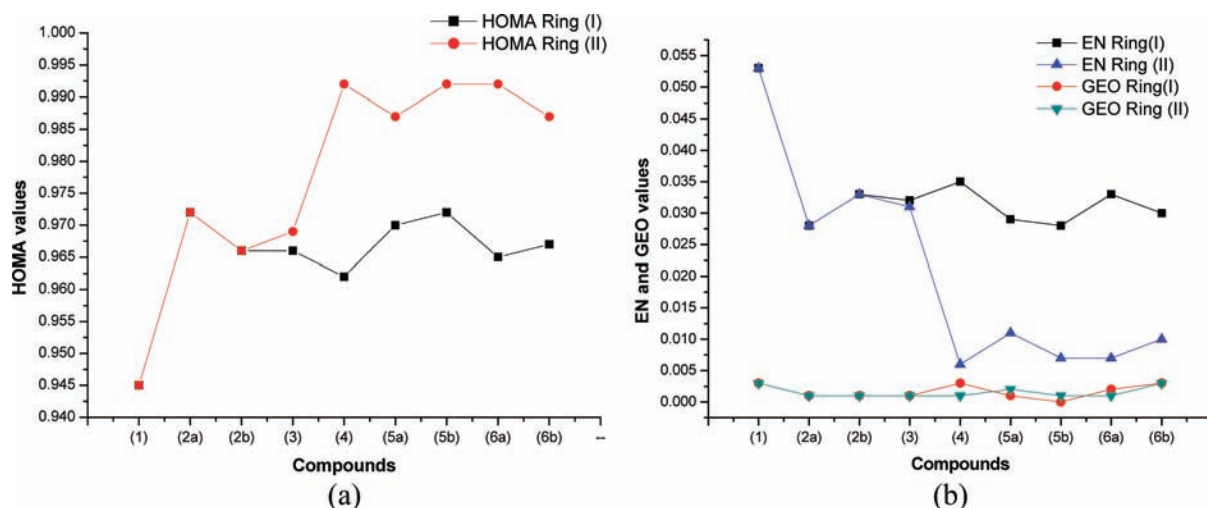 HOMA Ring (I)
HOMA Ring (II)
1.000
0.995
0.990
0.985
0.980
0.975
0.970
0.965
0.960
0.955
0.950
0.945
0.940
HOMA values
(1) (2a) (2b) (3) (4) (5a) (5b) (6a) (6b) --
Compounds
(a)
EN Ring(I)
EN Ring (II)
GEO Ring(I)
GEO Ring (II)
0.055
0.050
0.045
0.040
0.035
0.030
0.025
0.020
0.015
0.010
0.005
0.000
EN and GEO values
(1) (2a) (2b) (3) (4) (5a) (5b) (6a) (6b)
Compounds
(b)